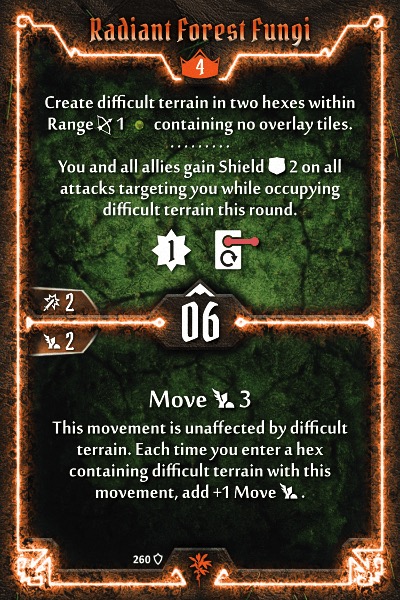 Radiant Forest Fungi
4
Create difficult terrain in two hexes within
Range 1 containing no overlay tiles.
You and all allies gain Shield 2 on all
attacks targeting you while occupying
difficult terrain this round.
1
2
06
2
Move 3
This movement is unaffected by difficult
terrain. Each time you enter a hex
containing difficult terrain with this
movement, add +1 Move .
260